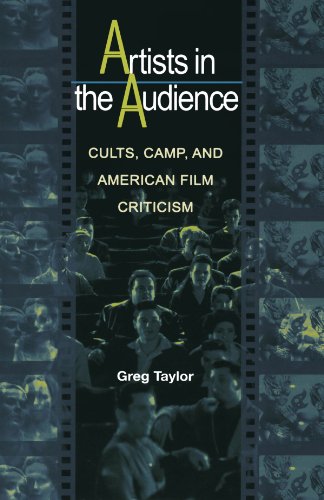 Artists in
the Audience
CULTS, CAMP, AND
AMERICAN FILM
CRITICISM
Greg Taylor